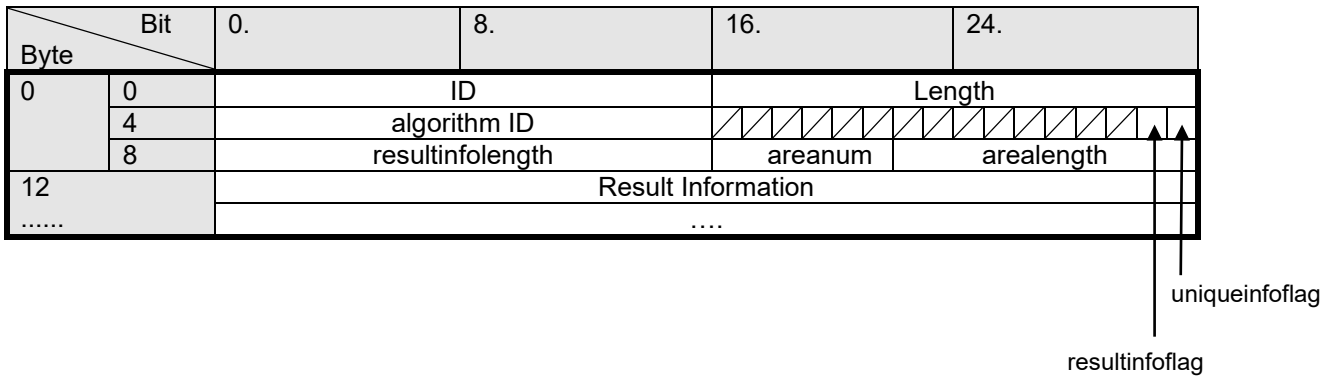 Bit 0. 8. 16. 24.
Byte
0 0 ID Length
4 algorithm ID
8 resultinfolength areanum arealength
12 Result Information
...... ....
uniqueinfoflag
resultinfoflag